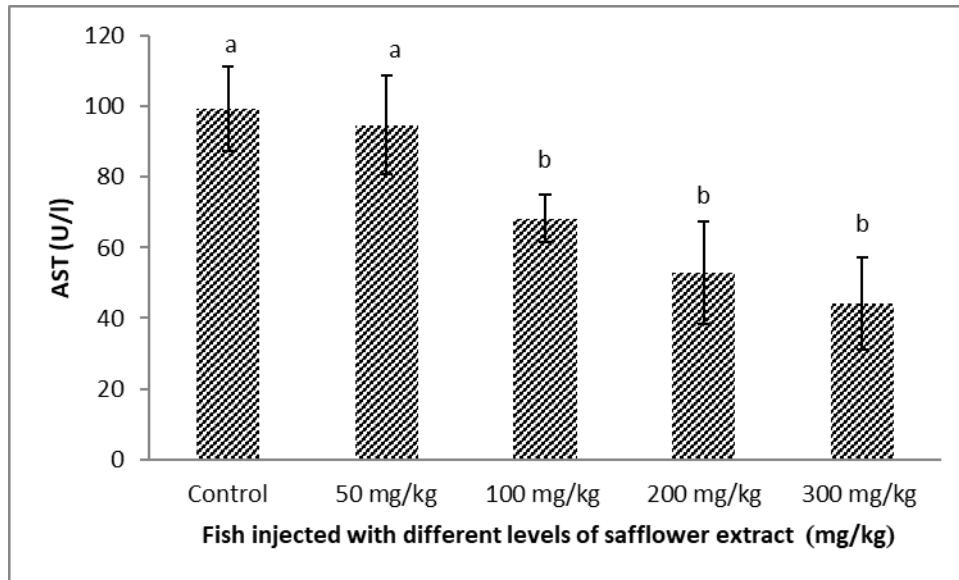 120
100
80
60
40
20
0
AST (U/l)
a
a
b
b
b
Control 50 mg/kg 100 mg/kg 200 mg/kg 300 mg/kg
Fish injected with different levels of safflower extract (mg/kg)